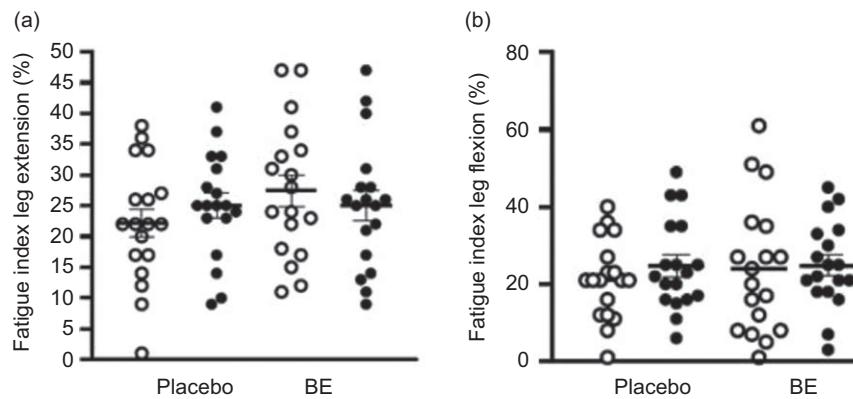 (a)
Fatigue index leg extension (%)
50
45
40
35
30
25
20
15
10
5
0
Placebo BE
(b)
Fatigue index leg flexion (%)
80
60
40
20
0
Placebo BE